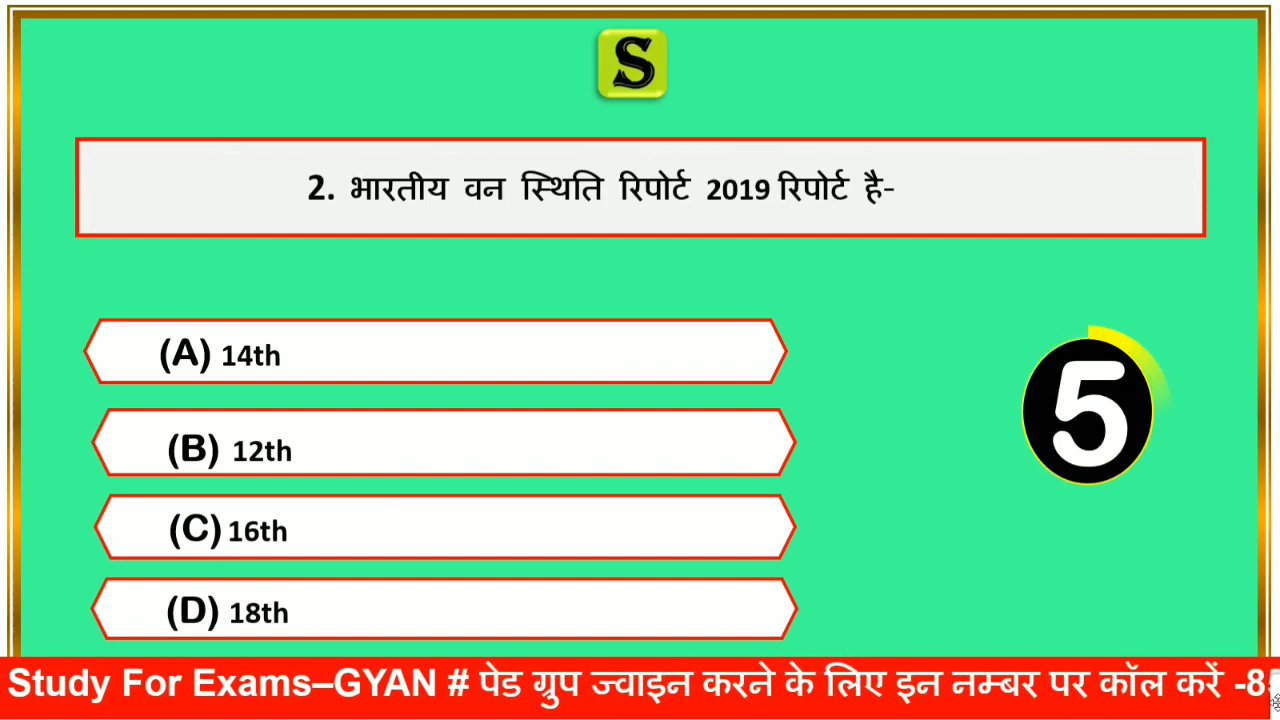 S
2. भारतीय वन स्थिति रिपोर्ट 2019 रिपोर्ट है-
(A) 14th
5
(B) 12th
(C) 16th
(D) 18th
Study For Exams–GYAN # पेड ग्रुप ज्वाइन करने के लिए इन नम्बर पर कॉल करें -8